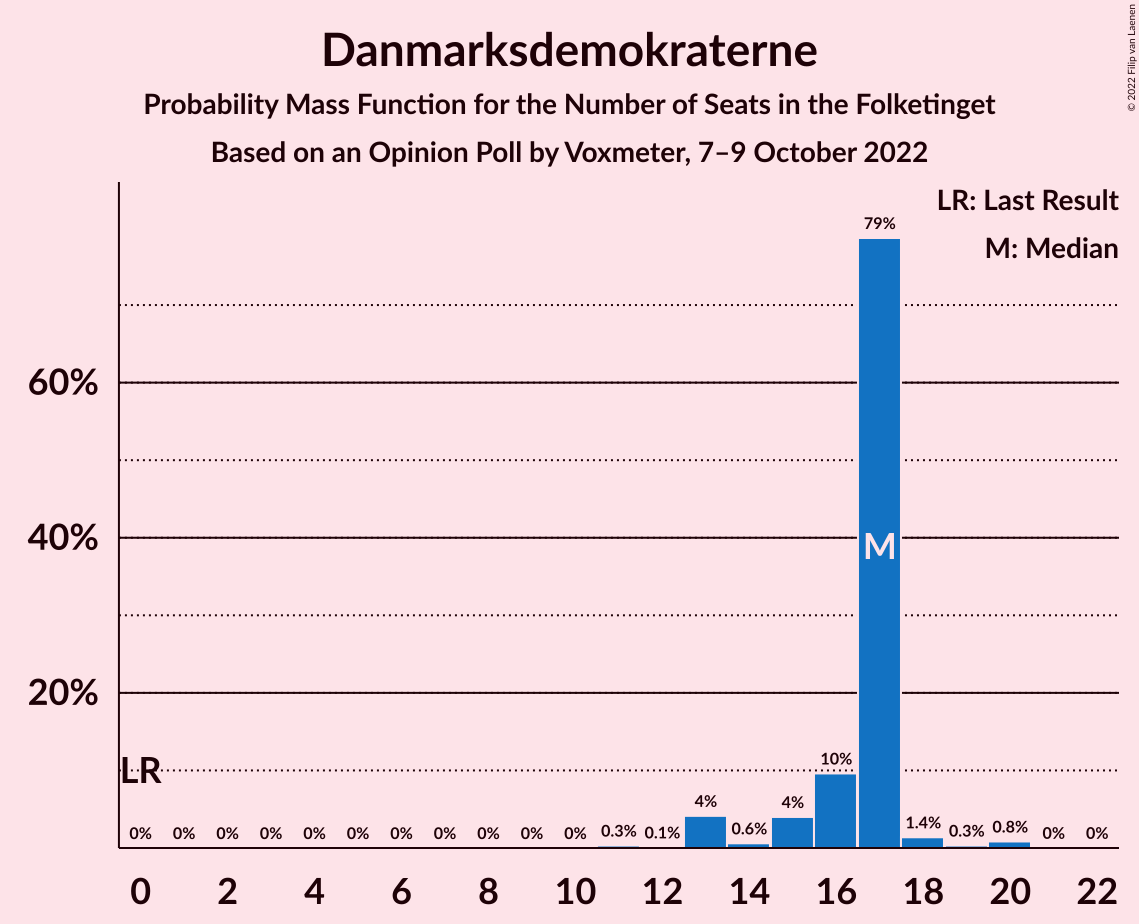 Danmarksdemokraterne
Probability Mass Function for the Number of Seats in the Folketinget
Based on an Opinion Poll by Voxmeter, 7–9 October 2022
© 2022 Filip van Laenen
LR: Last Result
M: Median
79%
60%
40%
M
20%
LR
0% 0% 0% 0% 0% 0% 0% 0% 0% 0% 0% 0.3% 0.1% 4% 0.6% 4% 10% 1.4% 0.3% 0.8% 0% 0%
0 2 4 6 8 10 12 14 16 18 20 22